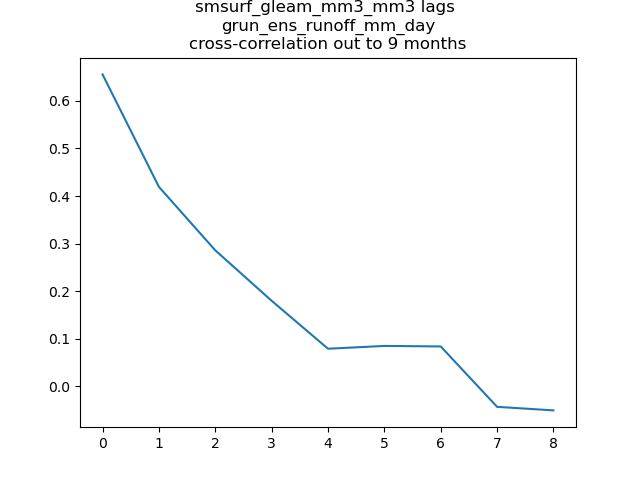 smsurf_gleam_mm3_mm3 lags
grun_ens_runoff_mm_day
cross-correlation out to 9 months
0.6
0.5
0.4
0.3
0.2
0.1
0.0
0 1 2 3 4 5 6 7 8